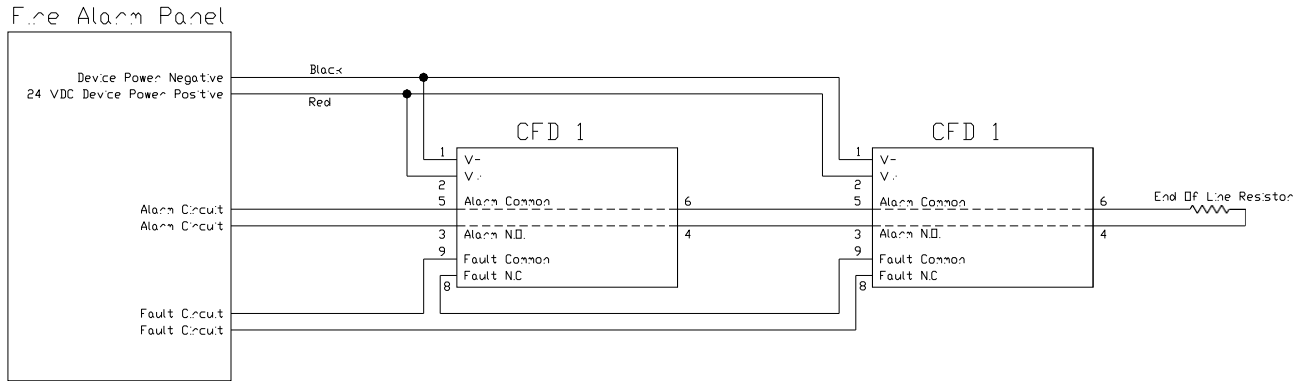 Fire Alarm Panel
Device Power Negative
24 VDC Device Power Positive
Black
Red
Alarm Circuit
Alarm Circuit
Fault Circuit
Fault Circuit
CFD 1
1
V-
2
V+
5
Alarm Common
6
3
Alarm N.O.
4
9
Fault Common
8
Fault N.C
CFD 1
1
V-
2
V+
5
Alarm Common
6
3
Alarm N.O.
4
9
Fault Common
8
Fault N.C
End Of Line Resistor